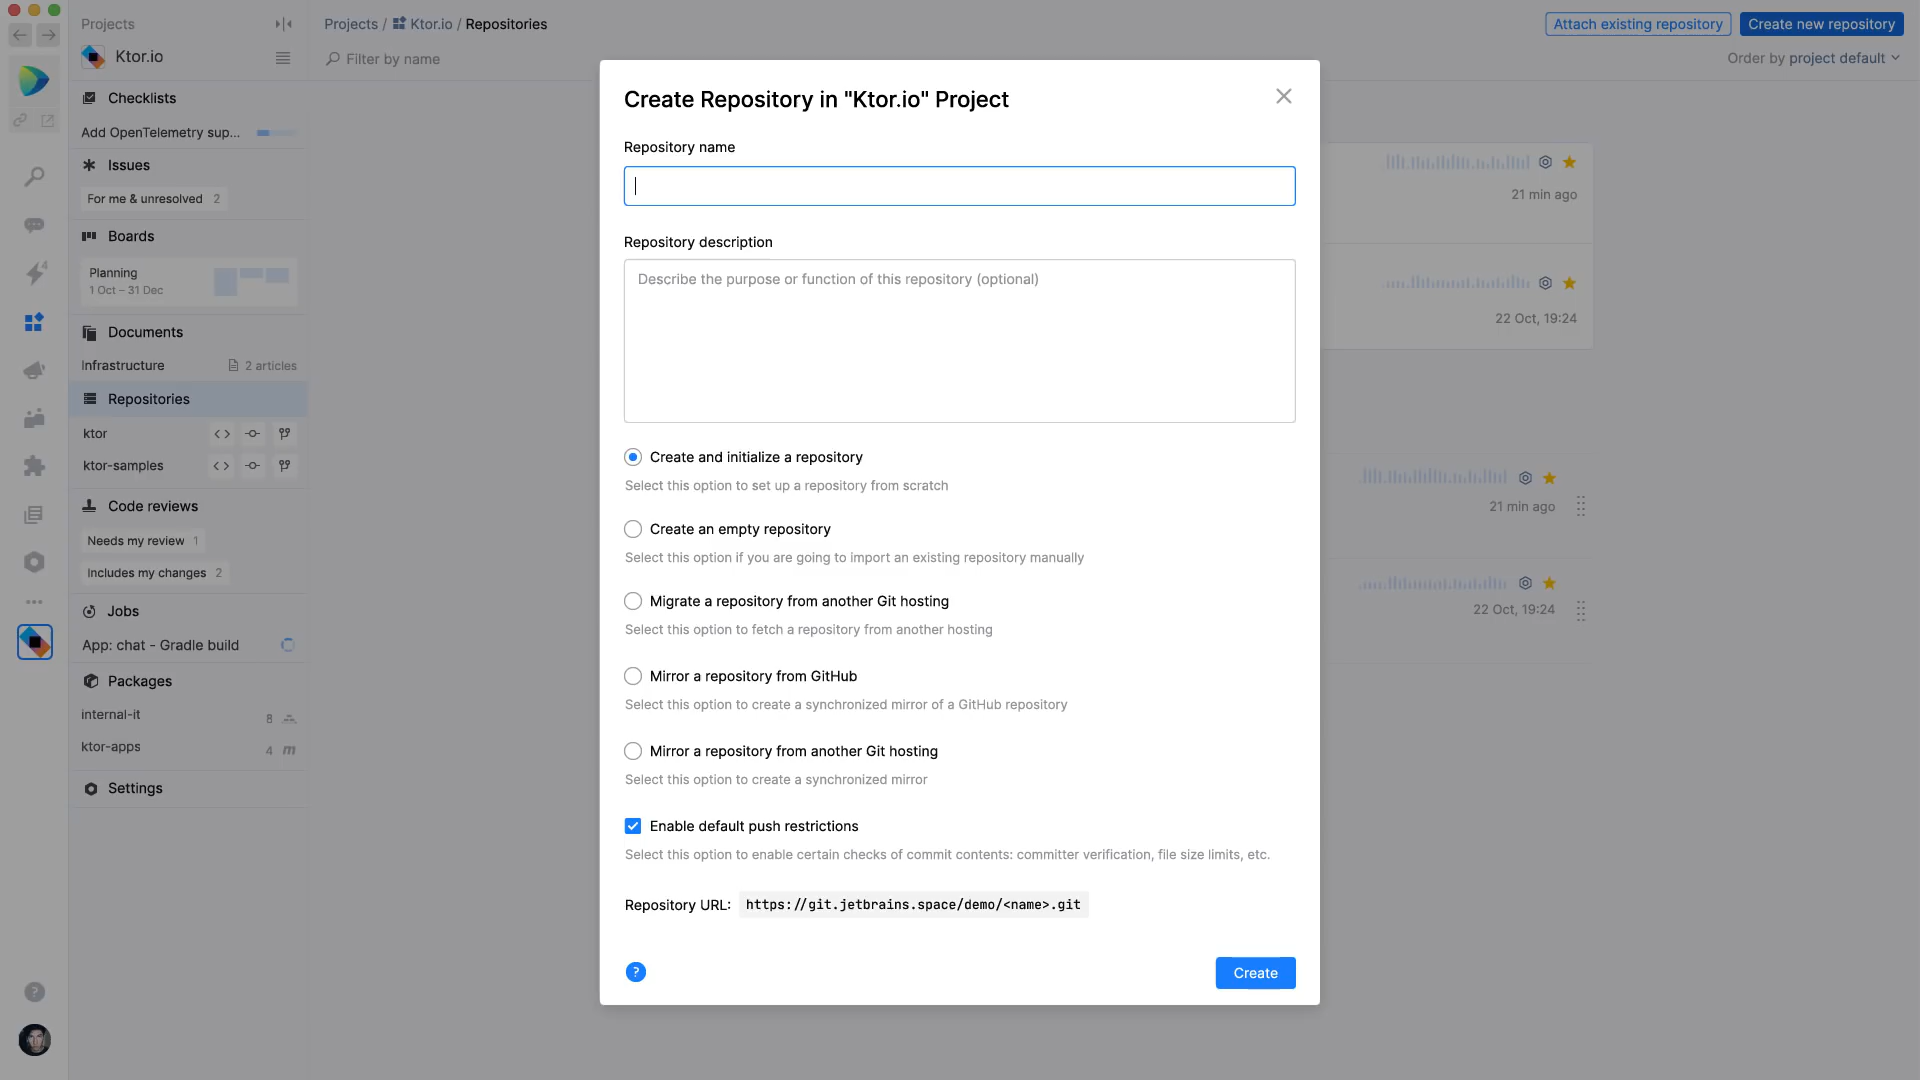 Projects
Ktor.io
Checklists
Add OpenTelemetry sup...
Issues
For me & unresolved 2
Boards
Planning
1 Oct – 31 Dec
Documents
Infrastructure 2 articles
Repositories
ktor
ktor-samples
Code reviews
Needs my review 1
Includes my changes 2
Jobs
App: chat - Gradle build
Packages
internal-it 8
ktor-apps 4 m
Settings
4
?
Projects / Ktor.io / Repositories
Attach existing repository
Create new repository
Filter by name
Order by project default
21 min ago
22 Oct, 19:24
21 min ago
22 Oct, 19:24
Create Repository in "Ktor.io" Project
Repository name
Repository description
Describe the purpose or function of this repository (optional)
Create and initialize a repository
Select this option to set up a repository from scratch
Create an empty repository
Select this option if you are going to import an existing repository manually
Migrate a repository from another Git hosting
Select this option to fetch a repository from another hosting
Mirror a repository from GitHub
Select this option to create a synchronized mirror of a GitHub repository
Mirror a repository from another Git hosting
Select this option to create a synchronized mirror
Enable default push restrictions
Select this option to enable certain checks of commit contents: committer verification, file size limits, etc.
Repository URL: https://git.jetbrains.space/demo/<name>.git
?
Create